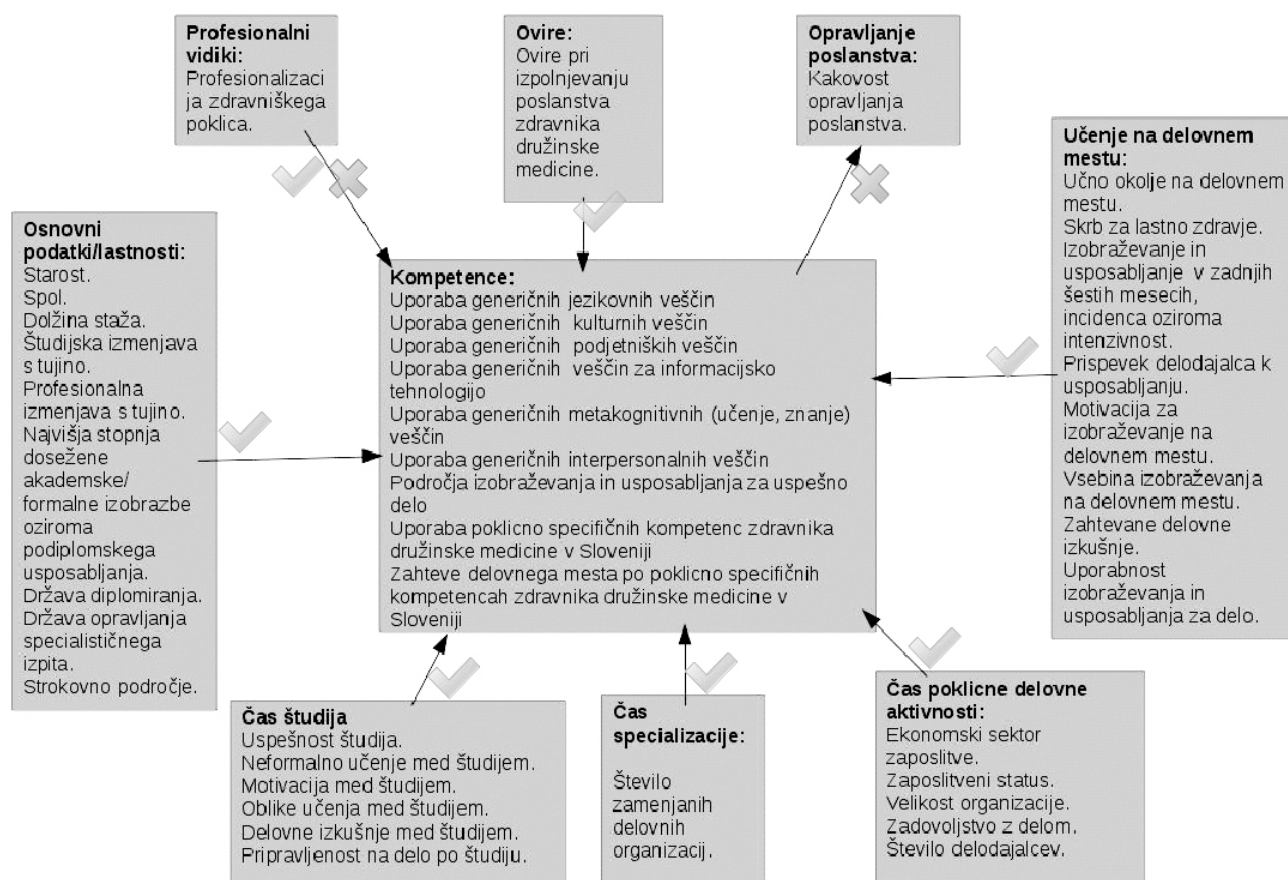 Profesionalni
vidiki:
Profesionalizaci
ja zdravniškega
poklica.
Ovire:
Ovire pri
izpolnjevanju
poslanstva
zdravnika
družinske
medicine.
Opravljanje
poslanstva:
Kakovost
opravljanja
poslanstva.
Učenje na delovnem
mestu:
Učno okolje na delovnem
mestu.
Skrb za lastno zdravje.
Izobraževanje in
usposabljanje v zadnjih
šestih mesecih,
incidenca oziroma
intenzivnost.
Prispevek delodajalca k
usposabljanju.
Motivacija za
izobraževanje na
delovnem mestu.
Vsebina izobraževanja
na delovnem mestu.
Zahtevane delovne
izkušnje.
Uporabnost
izobraževanja in
usposabljanja za delo.
Osnovni
podatki/lastnosti:
Starost.
Spol.
Dolžina staža.
Študijska izmenjava
s tujino.
Profesionalna
izmenjava s tujino.
Najvišja stopnja
dosežene
akademske/
formalne izobrazbe
oziroma
podiplomskega
usposabljanja.
Država diplomiranja.
Država opravljanja
specialističnega
izpita.
Strokovno področje.
Kompetence:
Uporaba generičnih jezikovnih veščin
Uporaba generičnih kulturnih veščin
Uporaba generičnih podjetniških veščin
Uporaba generičnih veščin za informacijsko
tehnologijo
Uporaba generičnih metakognitivnih (učenje, znanje)
veščin
Uporaba generičnih interpersonalnih veščin
Področja izobraževanja in usposabljanja za uspešno
delo
Uporaba poklicno specifičnih kompetenc zdravnika
družinske medicine v Sloveniji
Zahteve delovnega mesta po poklicno specifičnih
kompetencah zdravnika družinske medicine v
Sloveniji
Čas študija
Uspešnost študija.
Neformalno učenje med študijem.
Motivacija med študijem.
Oblike učenja med študijem.
Delovne izkušnje med študijem.
Pripravljenost na delo po študiju.
Čas
specializacije:
Število
zamenjanih
delovnih
organizacij.
Čas poklicne delovne
aktivnosti:
Ekonomski sektor
zaposlitve.
Zaposlitveni status.
Velikost organizacije.
Zadovoljstvo z delom.
Število delodajalcev.